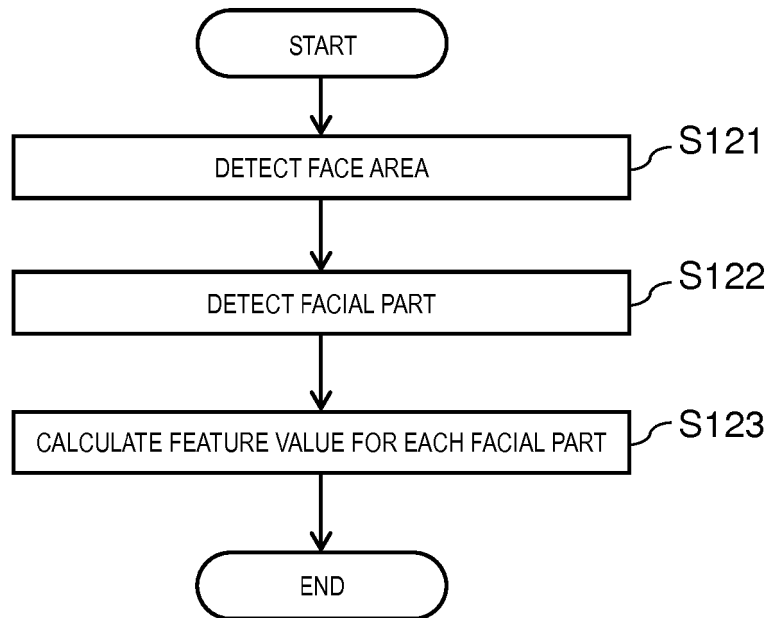 START
DETECT FACE AREA
S121
DETECT FACIAL PART
S122
CALCULATE FEATURE VALUE FOR EACH FACIAL PART
S123
END